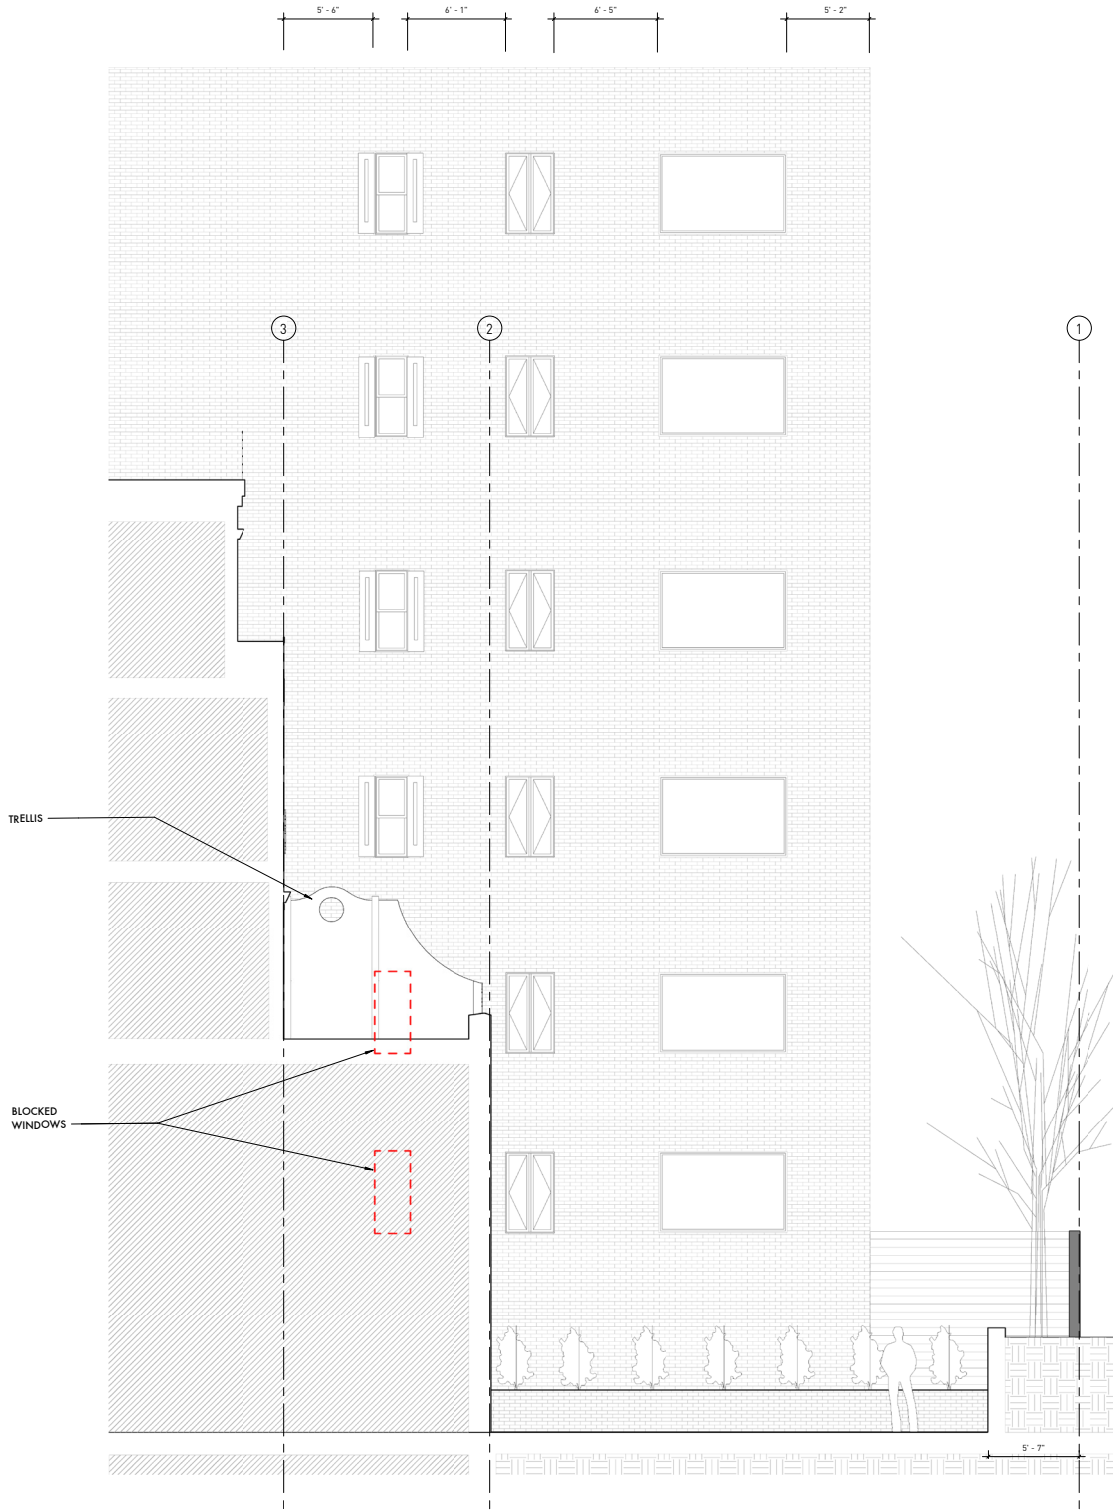 5' - 6"
6' - 1"
6' - 5"
5' - 2"
3
2
1
TRELLIS
BLOCKED
WINDOWS
5' - 7"